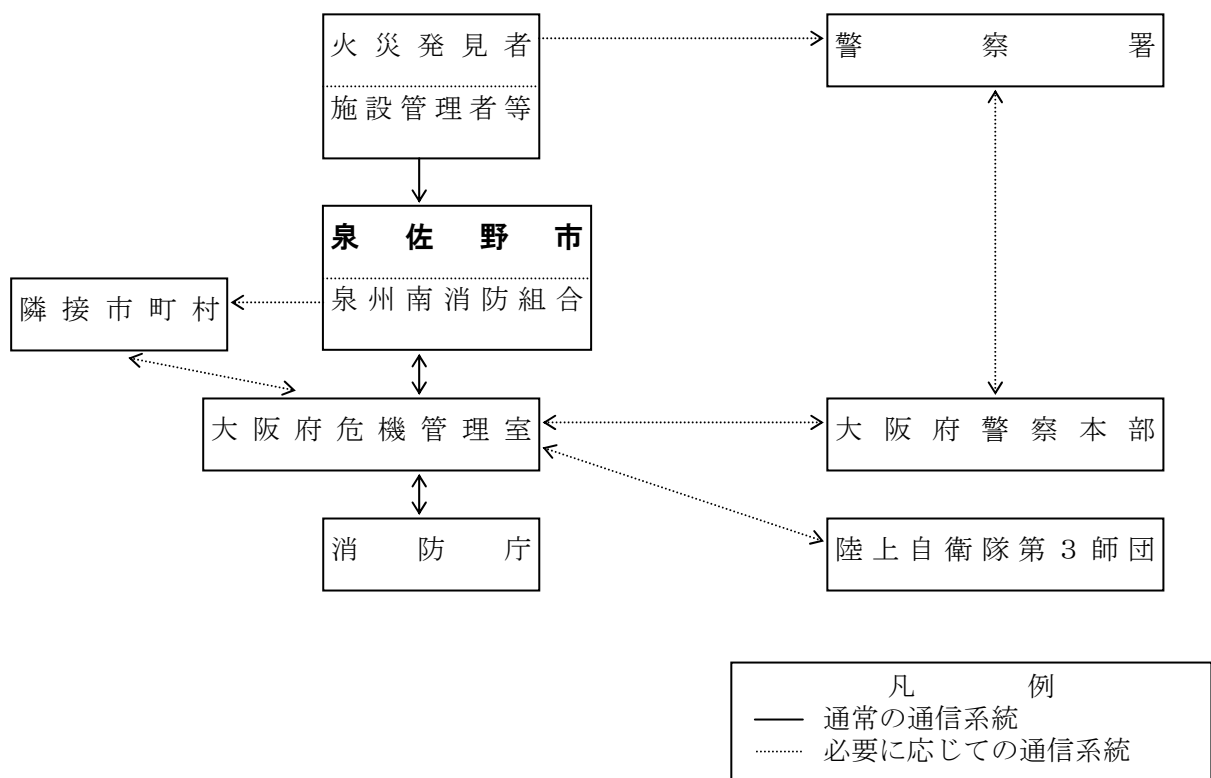 火災発見者
施設管理者等
警察署
泉佐野市
泉州南消防組合
隣接市町村
大阪府危機管理室
大阪府警察本部
消防庁
陸上自衛隊第３師団
凡例
通常の通信系統
必要に応じての通信系統